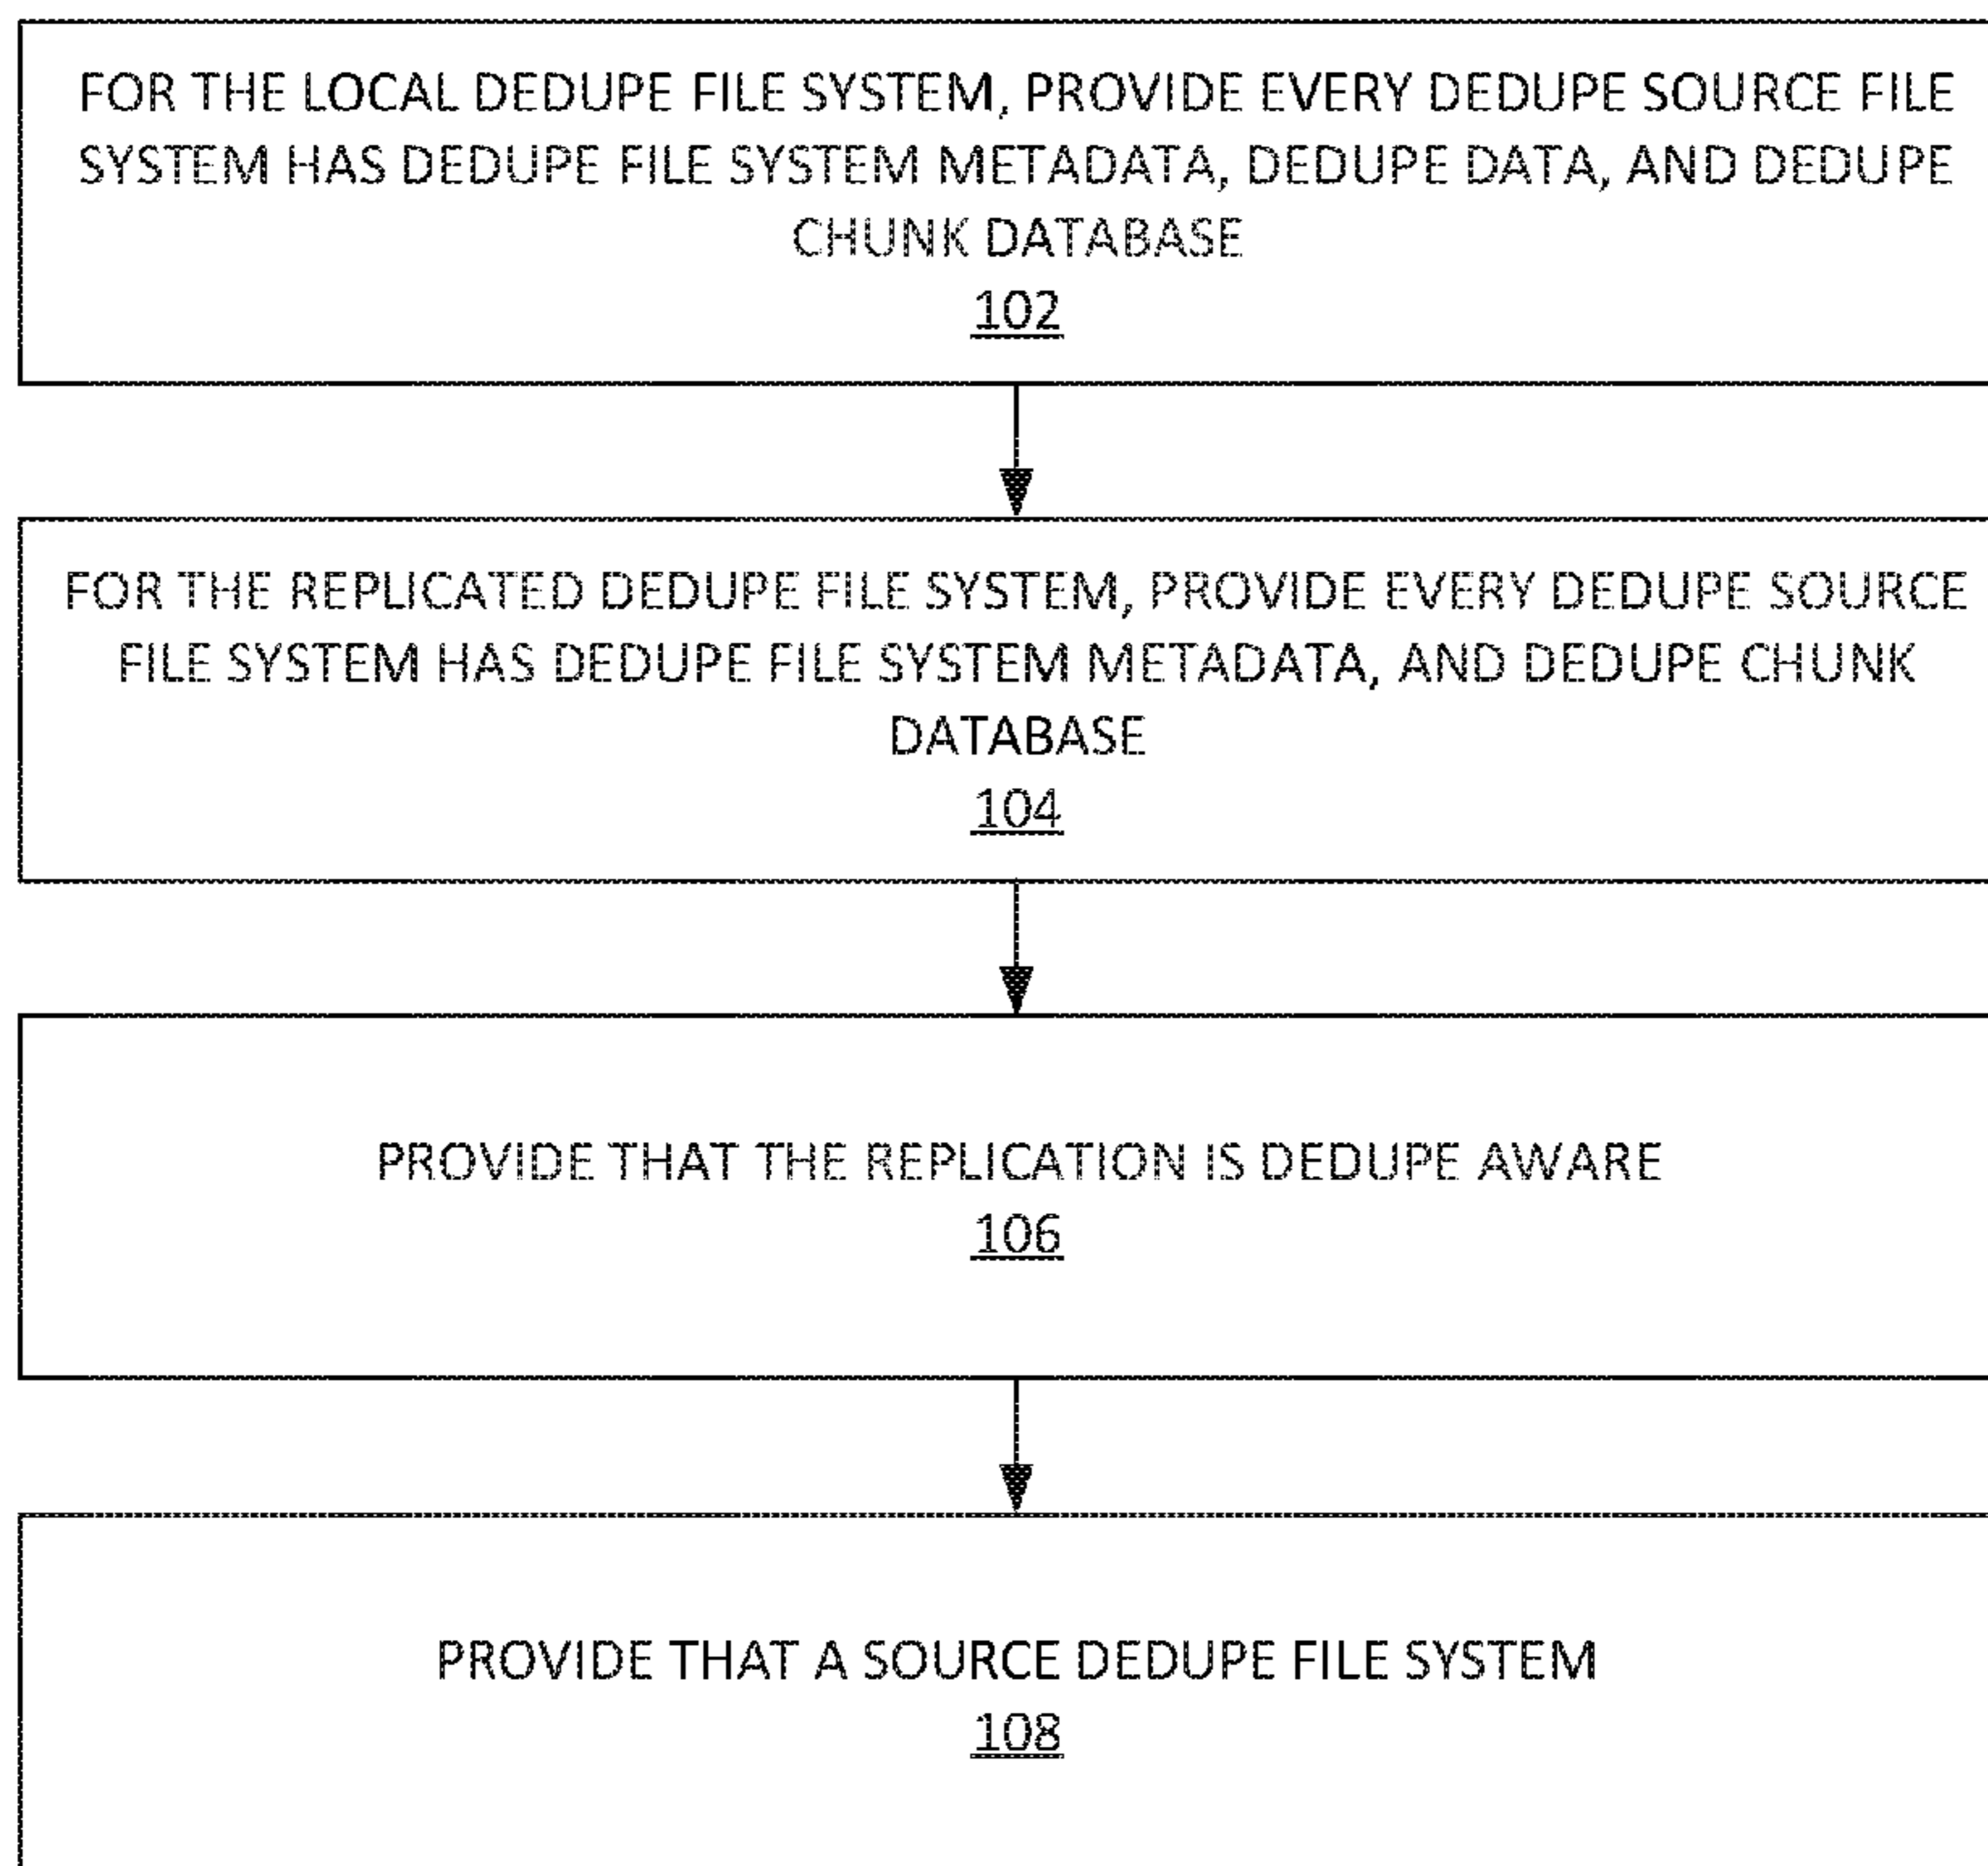 FOR THE LOCAL DEDUPE FILE SYSTEM, PROVIDE EVERY DEDUPE SOURCE FILE
SYSTEM HAS DEDUPE FILE SYSTEM METADATA, DEDUPE DATA, AND DEDUPE
CHUNK DATABASE
102
FOR THE REPLICATED DEDUPE FILE SYSTEM, PROVIDE EVERY DEDUPE SOURCE
FILE SYSTEM HAS DEDUPE FILE SYSTEM METADATA, AND DEDUPE CHUNK
DATABASE
104
PROVIDE THAT THE REPLICATION IS DEDUPE AWARE
106
PROVIDE THAT A SOURCE DEDUPE FILE SYSTEM
108